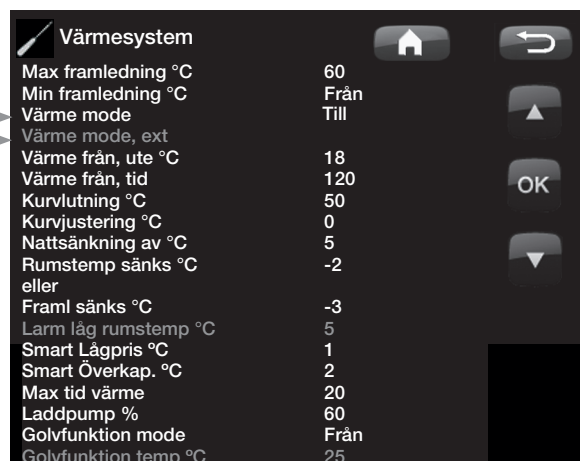 Värmesystem
Max framledning °C 60
Min framledning °C Från
Värme mode Till
Värme mode, ext
Värme från, ute °C 18
Värme från, tid 120
Kurvlutning °C 50
Kurvjustering °C 0
Nattsänkning av °C 5
Rumstemp sänks °C -2
eller
Framl sänks °C -3
Larm låg rumstemp °C 5
Smart Lågpris ºC 1
Smart Överkap. ºC 2
Max tid värme 20
Laddpump % 60
Golvfunktion mode Från
Golvfunktion temp ºC 25
OK